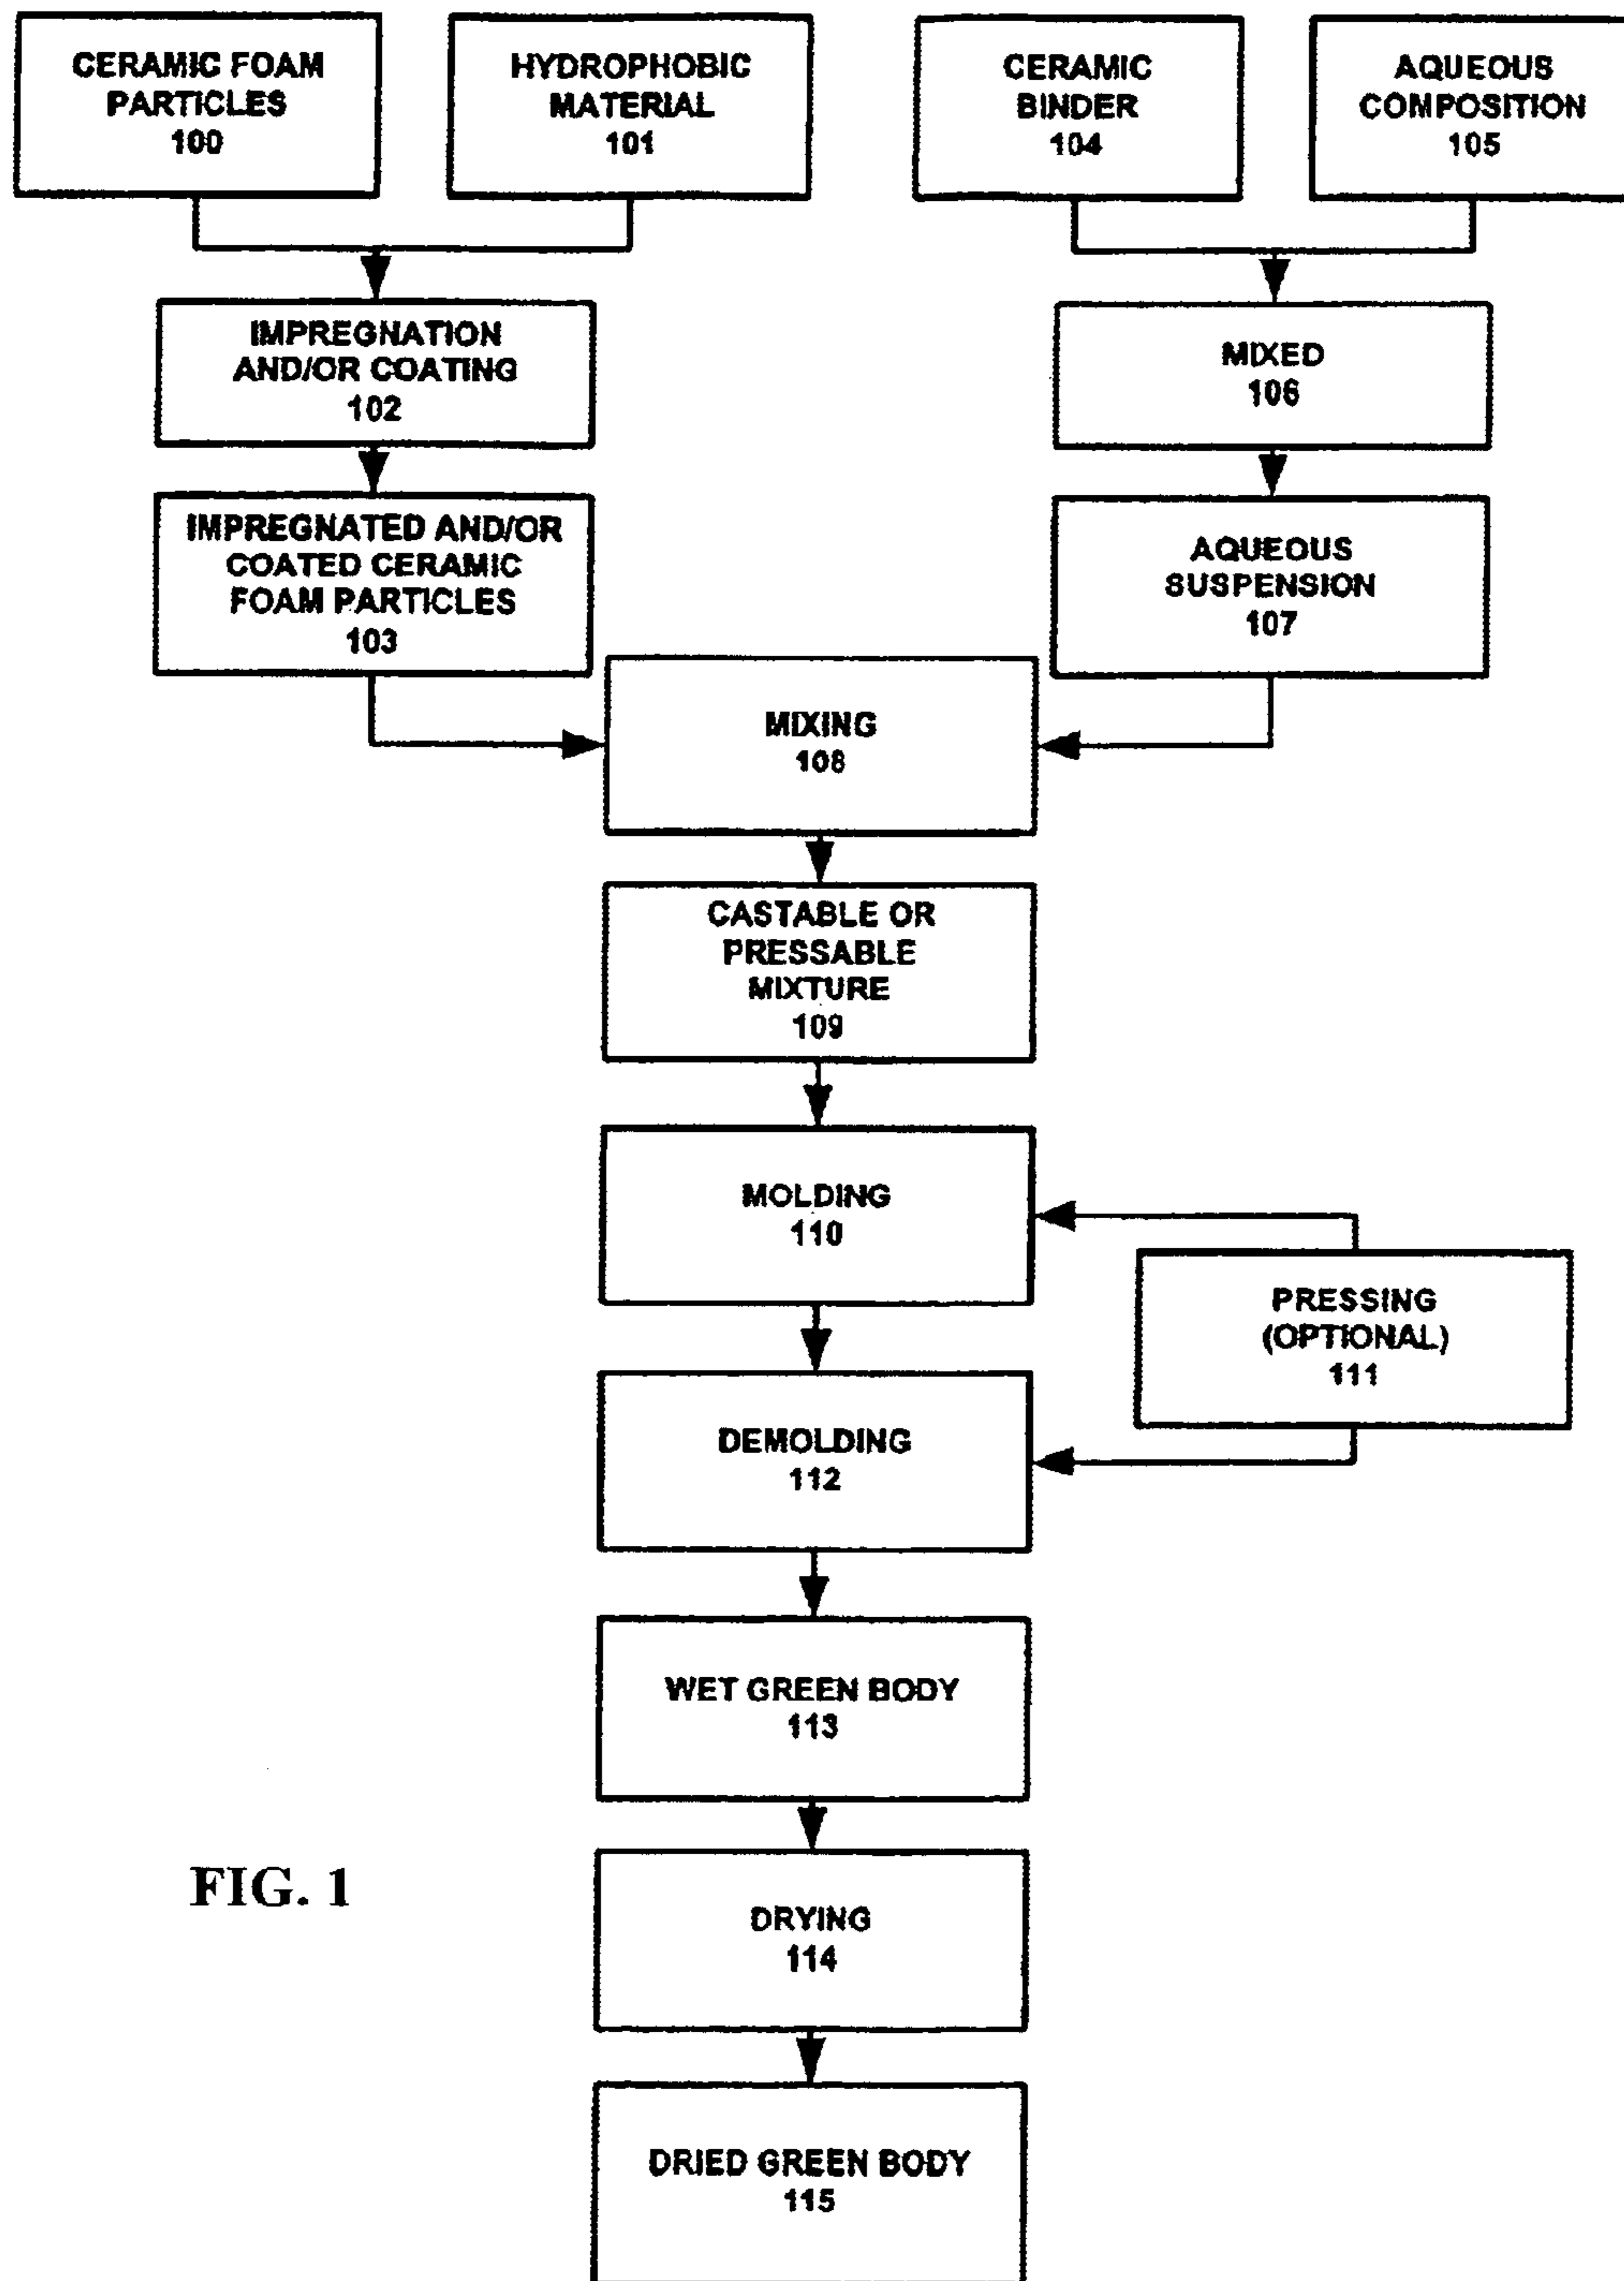 CERAMIC FOAM
PARTICLES
100
HYDROPHOBIC
MATERIAL
101
CERAMIC
BINDER
104
AQUEOUS
COMPOSITION
105
IMPREGNATION
AND/OR COATING
102
MIXED
106
IMPREGNATED AND/OR
COATED CERAMIC
FOAM PARTICLES
103
AQUEOUS
SUSPENSION
107
MIXING
108
CASTABLE OR
PRESSABLE
MIXTURE
109
MOLDING
110
PRESSING
(OPTIONAL)
111
DEMOLDING
112
WET GREEN BODY
113
FIG. 1
DRYING
114
DRIED GREEN BODY
115